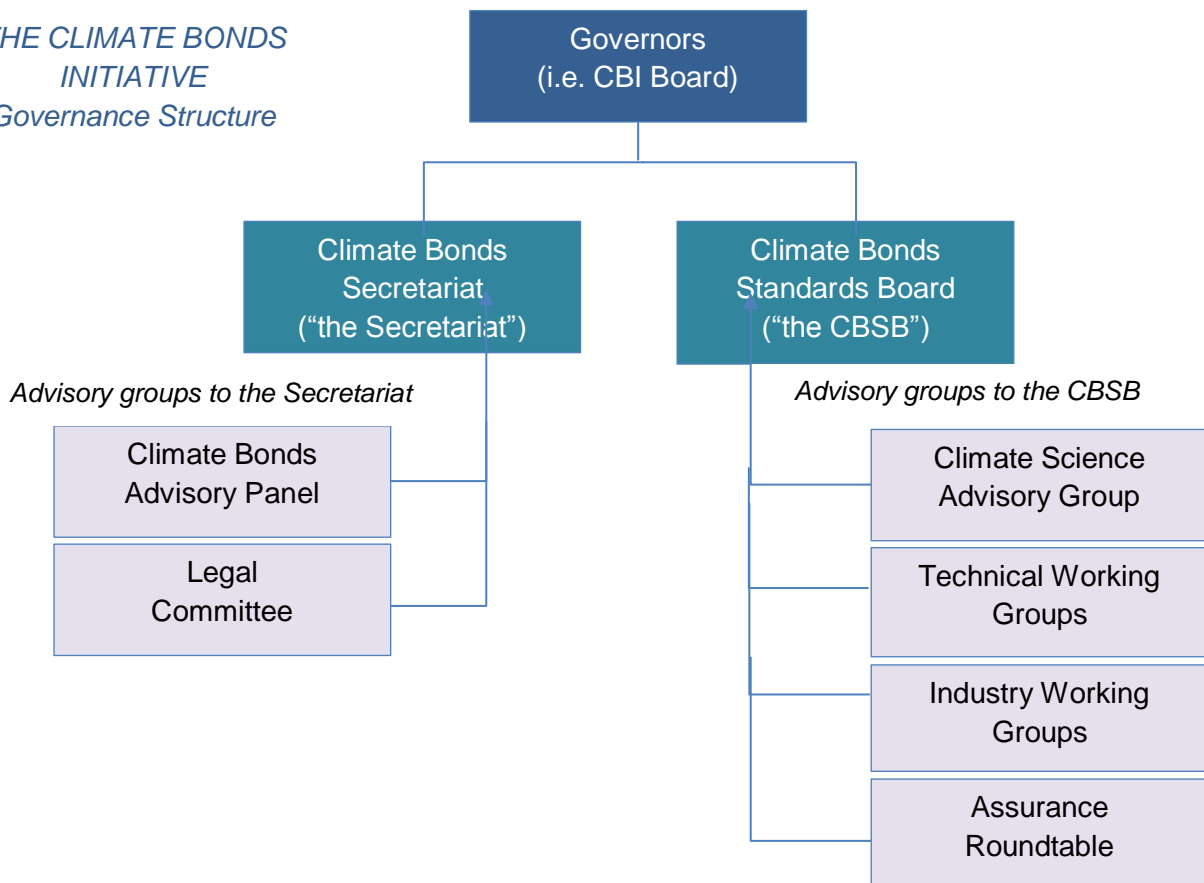 HE CLIMATE BONDS
INITIATIVE
Governance Structure
Governors
(i.e. CBI Board)
Climate Bonds
Secretariat
(“the Secretariat”)
Climate Bonds
Standards Board
(“the CBSB”)
Advisory groups to the Secretariat
Climate Bonds
Advisory Panel
Legal
Committee
Advisory groups to the CBSB
Climate Science
Advisory Group
Technical Working
Groups
Industry Working
Groups
Assurance
Roundtable